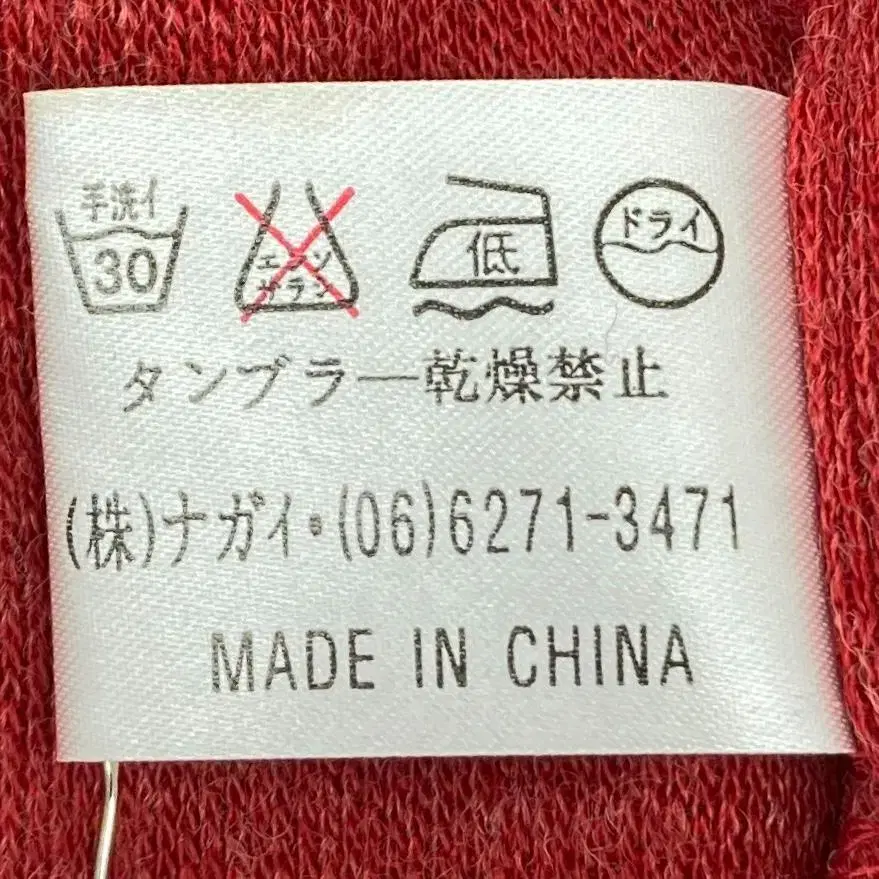 手洗イ
30
エンソ
サラシ
低
ドライ
タンブラー乾燥禁止
(株)ナガイ・(06)6271-3471
MADE IN CHINA